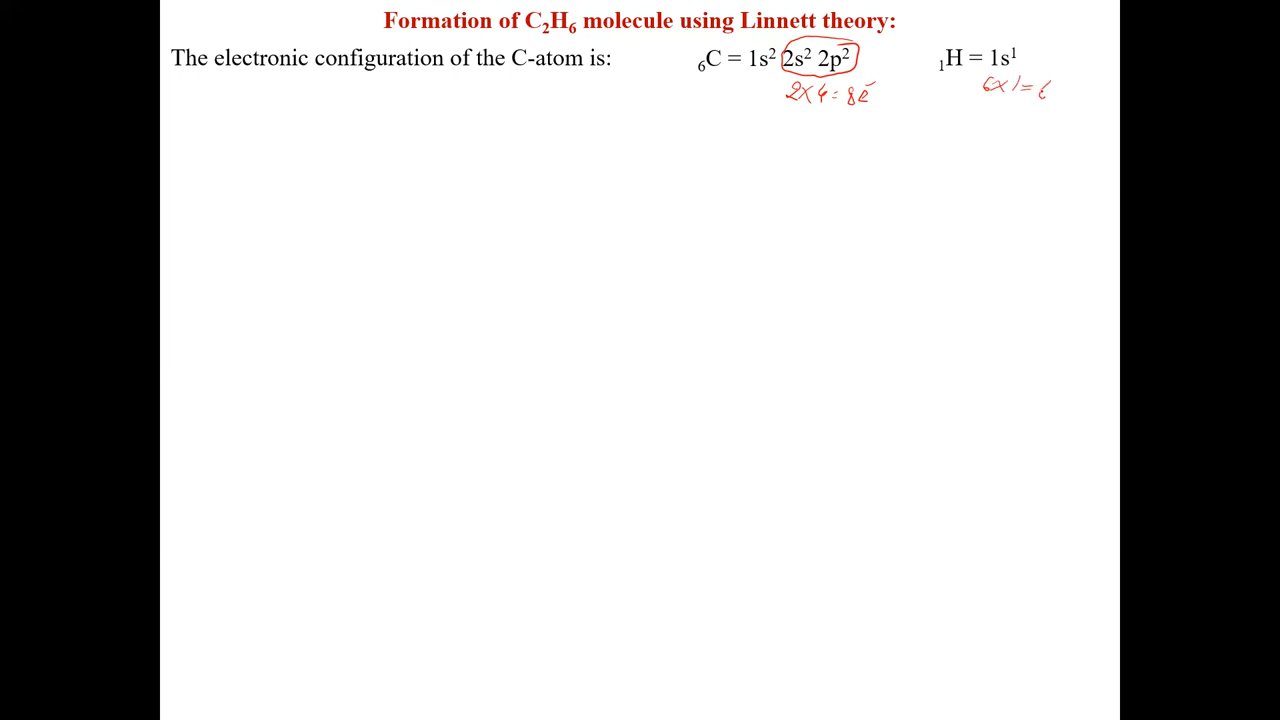 Formation of C₂H₆ molecule using Linnett theory:
The electronic configuration of the C-atom is: ₆C = 1s² 2s² 2p² ₁H = 1s¹
2×4=8ē 6×1=6